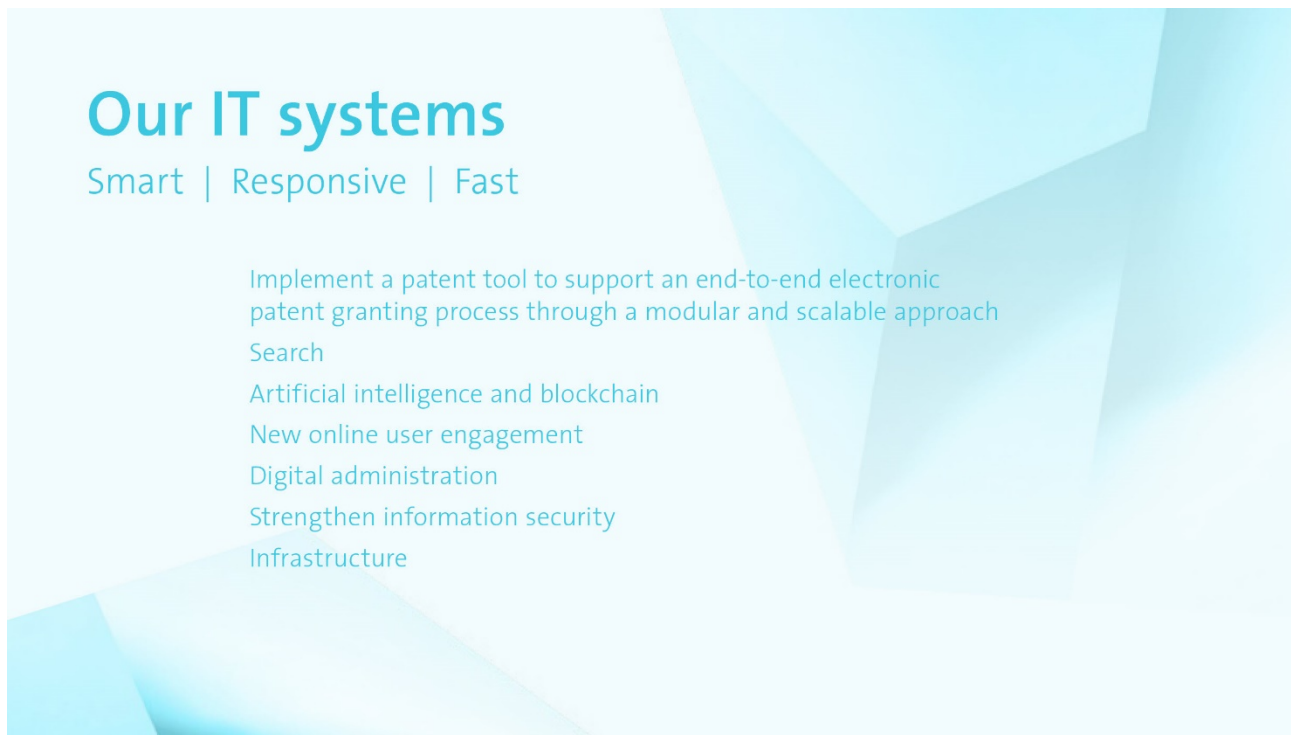 Our IT systems
Smart | Responsive | Fast
Implement a patent tool to support an end-to-end electronic
patent granting process through a modular and scalable approach
Search
Artificial intelligence and blockchain
New online user engagement
Digital administration
Strengthen information security
Infrastructure